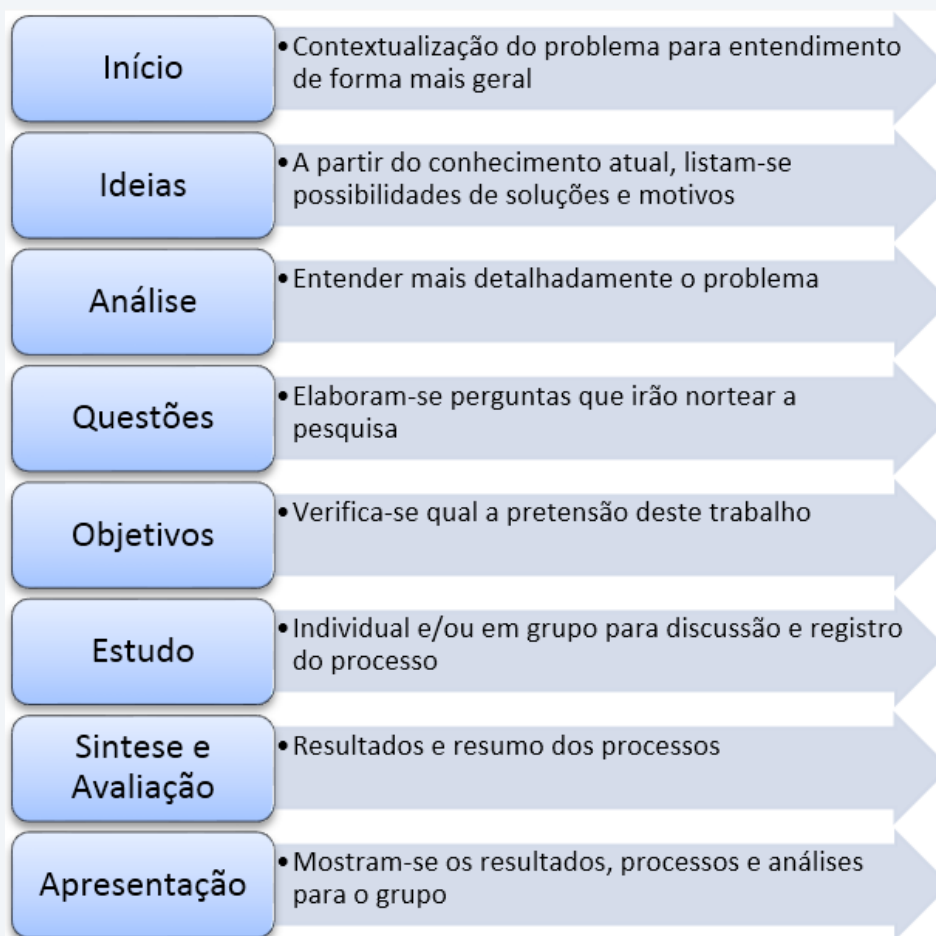 Início
•Contextualização do problema para entendimento
de forma mais geral
Ideias
•A partir do conhecimento atual, listam-se
possibilidades de soluções e motivos
Análise
•Entender mais detalhadamente o problema
Questões
•Elaboram-se perguntas que irão nortear a
pesquisa
Objetivos
•Verifica-se qual a pretensão deste trabalho
Estudo
•Individual e/ou em grupo para discussão e registro
do processo
Sintese e
Avaliação
•Resultados e resumo dos processos
Apresentação
•Mostram-se os resultados, processos e análises
para o grupo